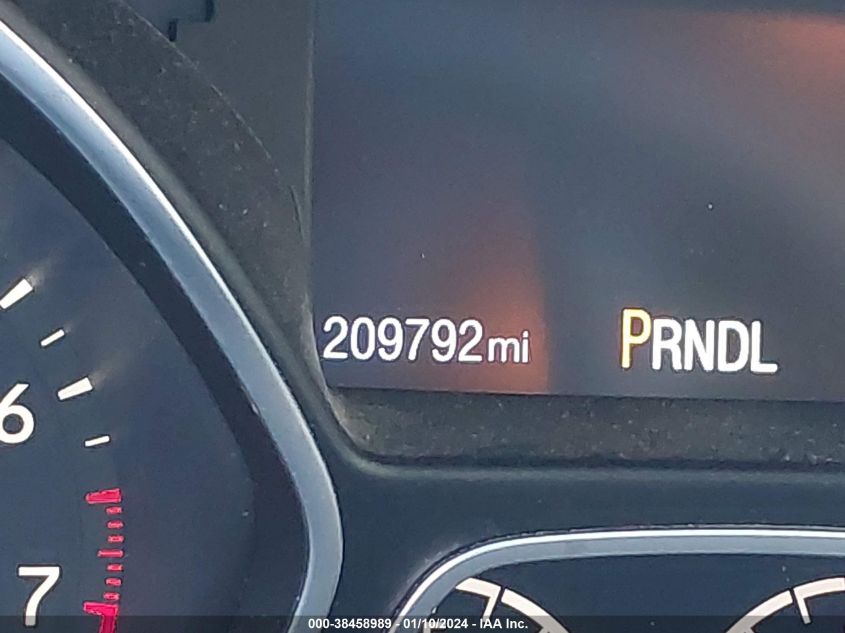 209792mi PRNDL
6
7
000-38458989 - 01/10/2024 - IAA Inc.